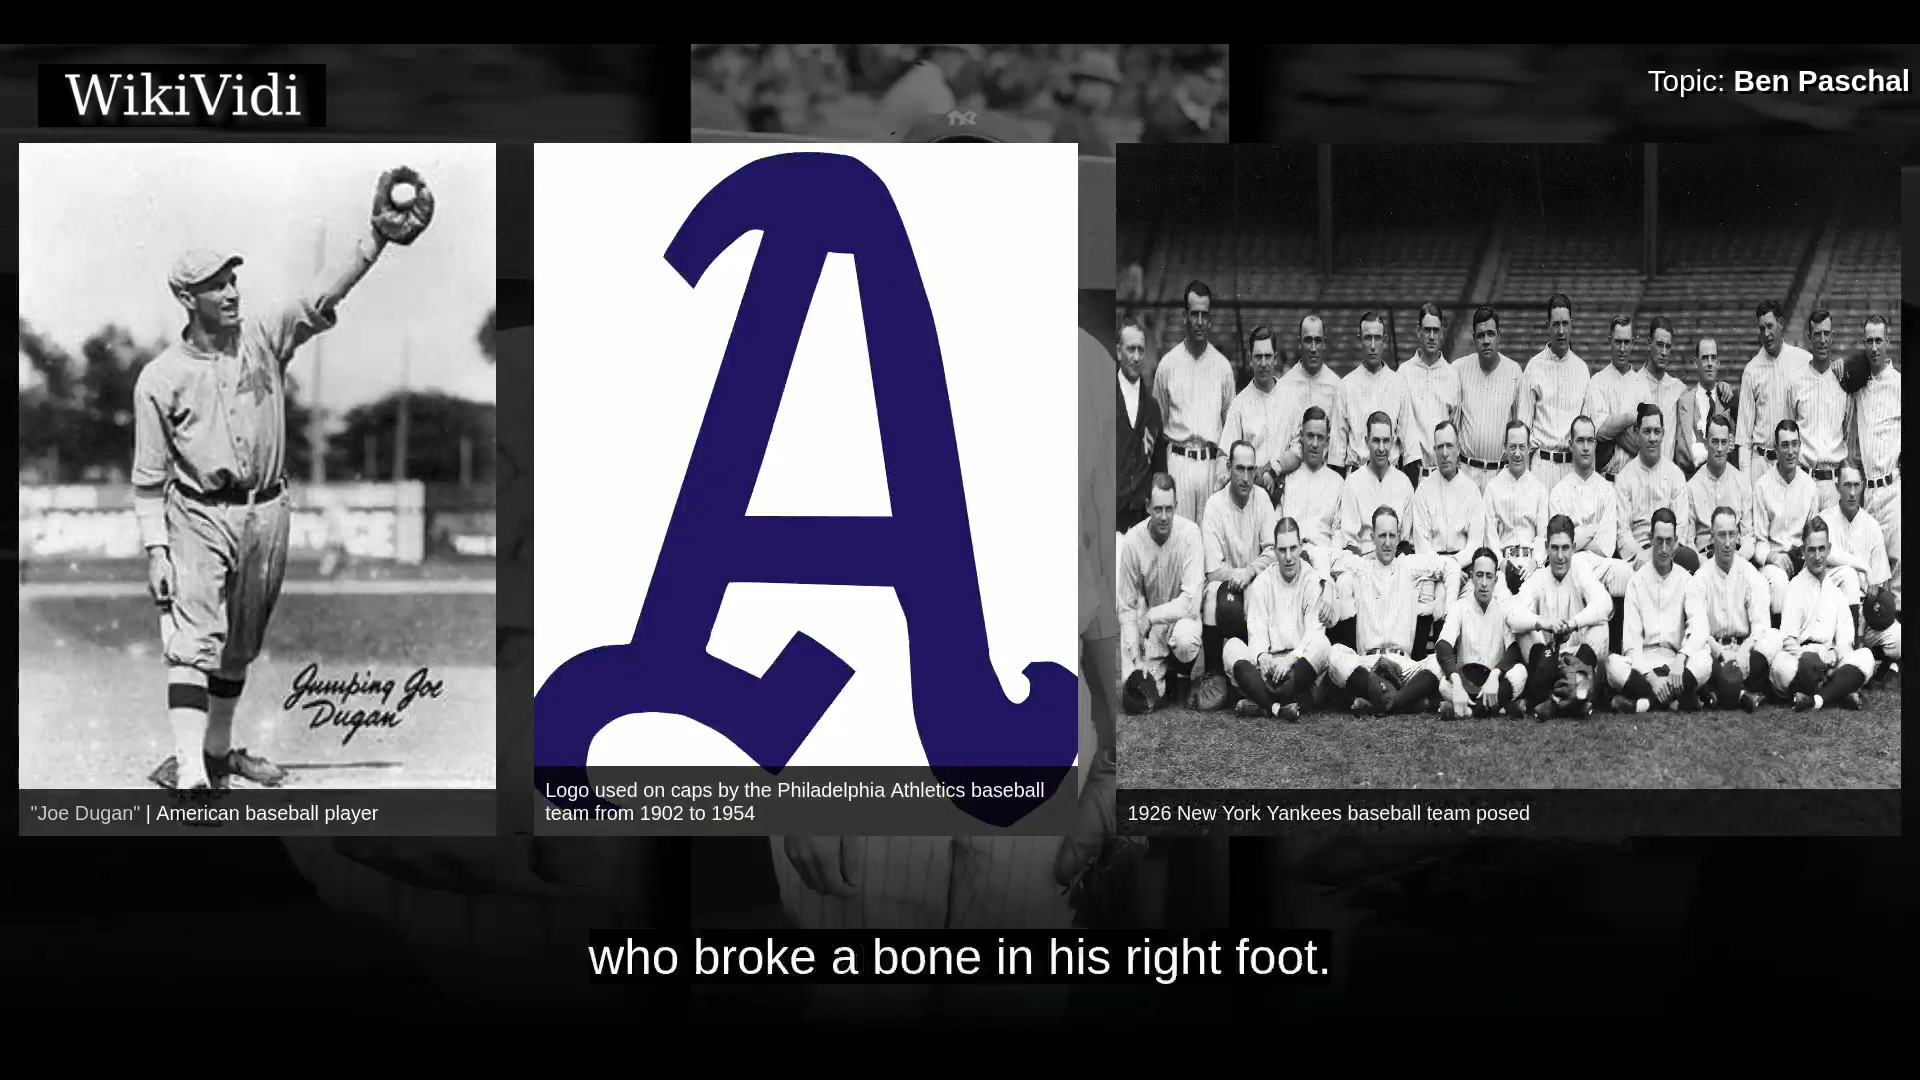 WikiVidi
Topic: Ben Paschal
Jumping Joe
Dugan
"Joe Dugan" | American baseball player
A
Logo used on caps by the Philadelphia Athletics baseball
team from 1902 to 1954
1926 New York Yankees baseball team posed
who broke a bone in his right foot.